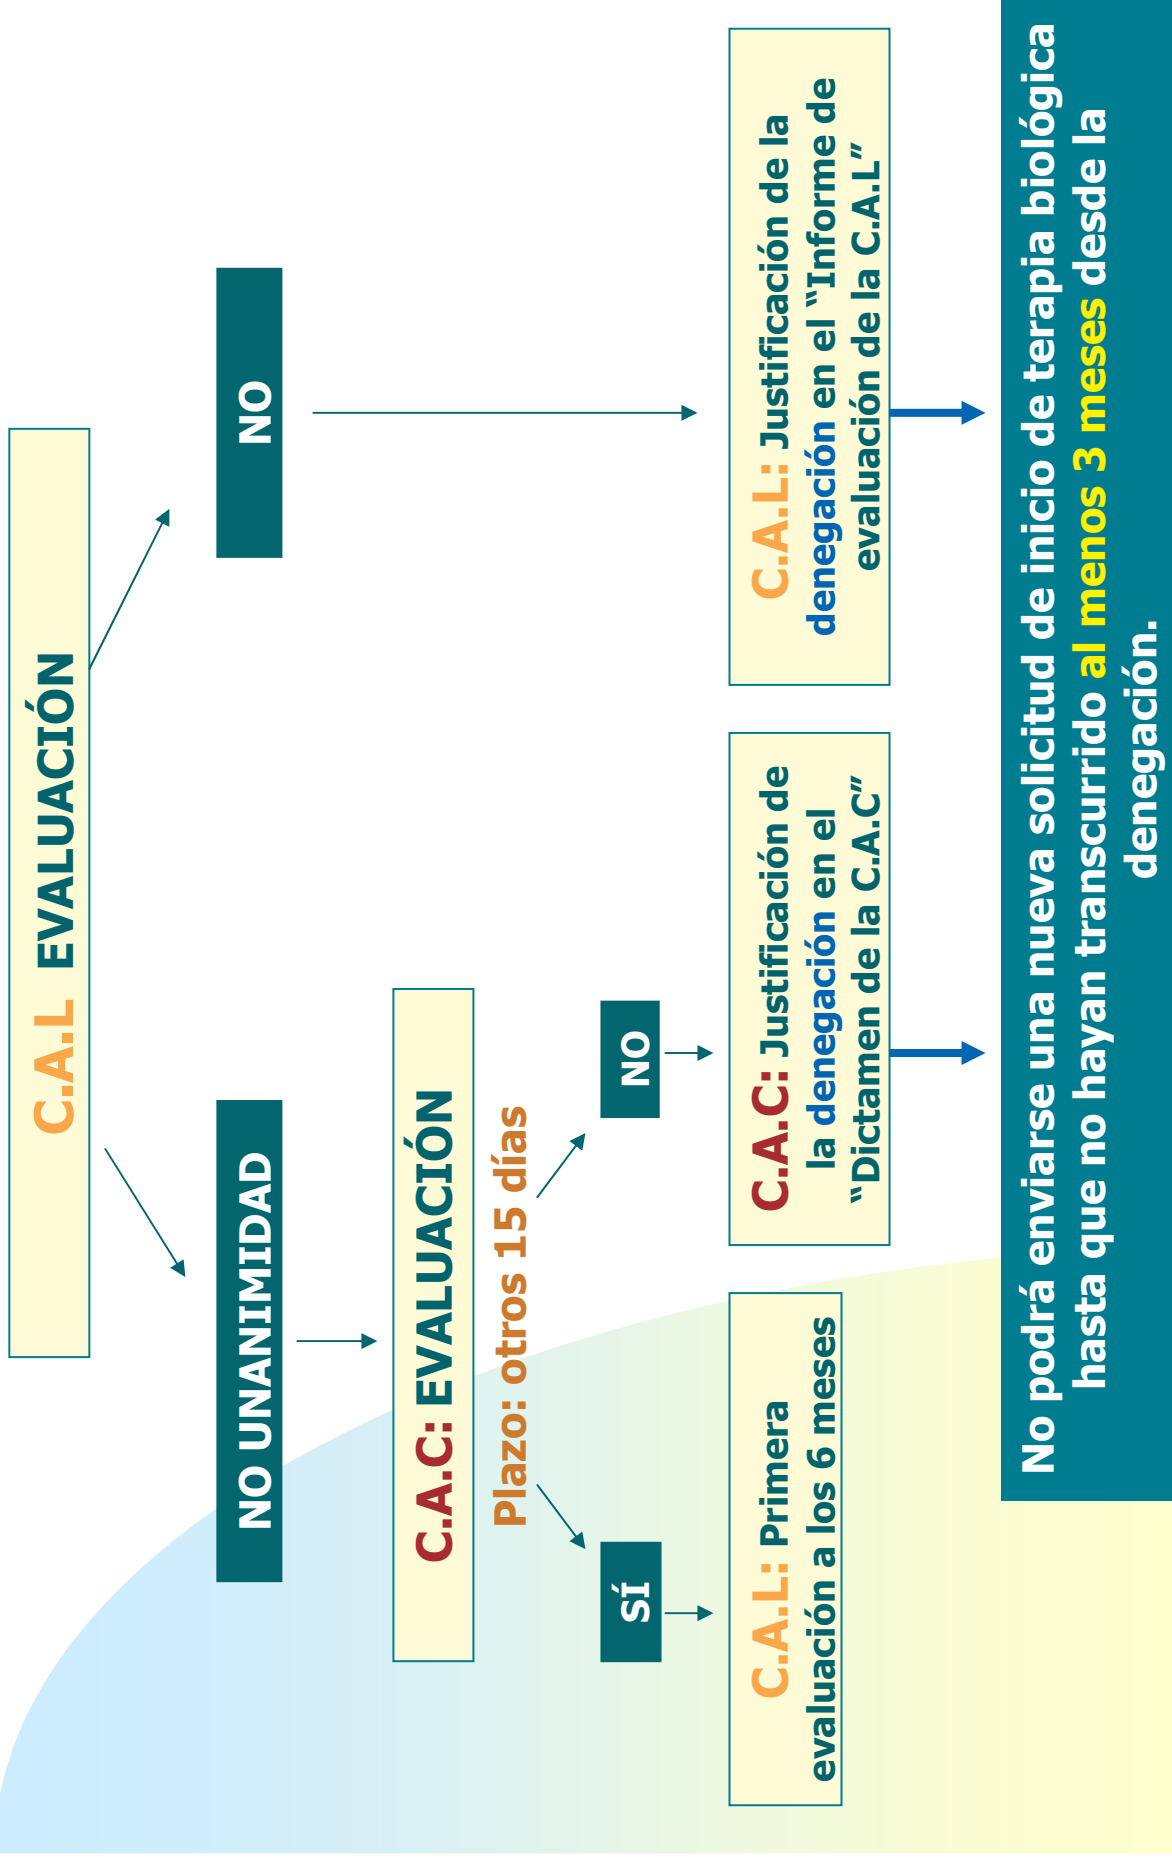 C.A.L EVALUACIÓN
NO UNANIMIDAD
NO
C.A.C: EVALUACIÓN
Plazo: otros 15 días
SÍ
NO
C.A.L: Primera
evaluación a los 6 meses
C.A.C: Justificación de
la denegación en el
“Dictamen de la C.A.C”
C.A.L: Justificación de la
denegación en el “Informe de
evaluación de la C.A.L”
No podrá enviarse una nueva solicitud de inicio de terapia biológica
hasta que no hayan transcurrido al menos 3 meses desde la
denegación.